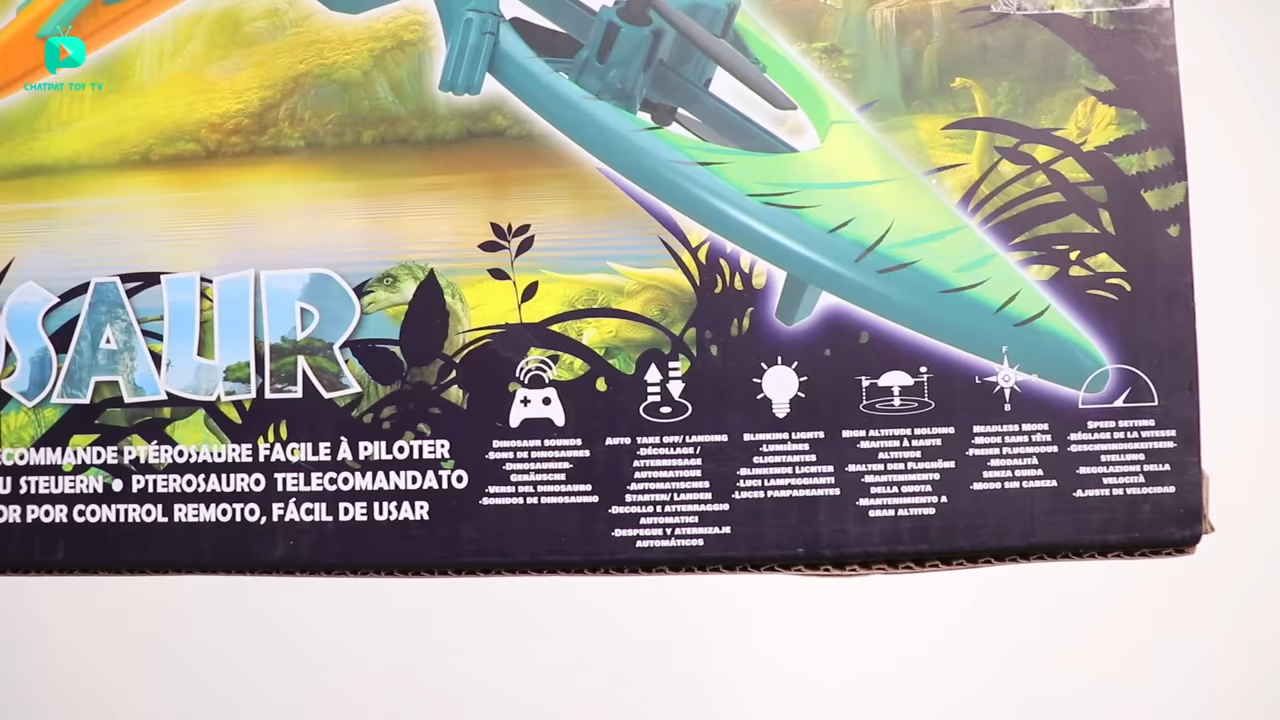 CHATPAT TOY TV
SAUR
COMMANDE PTÉROSAURE FACILE À PILOTER
U STEUERN • PTEROSAURO TELECOMANDATO
OR POR CONTROL REMOTO, FÁCIL DE USAR
DINOSAUR SOUNDS
-SONS DE DINOSAURES
-DINOSAURIER-
GERÄUSCHE
-VERSI DEL DINOSAURO
-SONIDOS DE DINOSAURIO
AUTO TAKE OFF/ LANDING
-DÉCOLLAGE /
ATTERRISSAGE
AUTOMATIQUE
-AUTOMATISCHES
STARTEN/ LANDEN
-DECOLLO E ATTERRAGGIO
AUTOMATICI
-DESPEGUE Y ATERRIZAJE
AUTOMÁTICOS
BLINKING LIGHTS
-LUMIÈRES
CLIGNTANTES
-BLINKENDE LICHTER
-LUCI LAMPEGGIANTI
-LUCES PARPADEANTES
HIGH ALTITUDE HOLDING
-MAITIEN À HAUTE
ALTITUDE
-HALTEN DER FLUGHÖHE
-MANTENIMENTO
DELLA QUOTA
-MANTENIMIENTO A
GRAN ALTITUD
F
L
B
HEADLESS MODE
-MODE SANS TÊTE
-FREIER FLUGMODUS
-MODALITÀ
SENZA GUIDA
-MODO SIN CABEZA
SPEED SETTING
-RÉGLAGE DE LA VITESSE
-GESCHWINDIGKEITSEIN-
STELLUNG
-REGOLAZIONE DELLA
VELOCITÀ
-AJUSTE DE VELOCIDAD